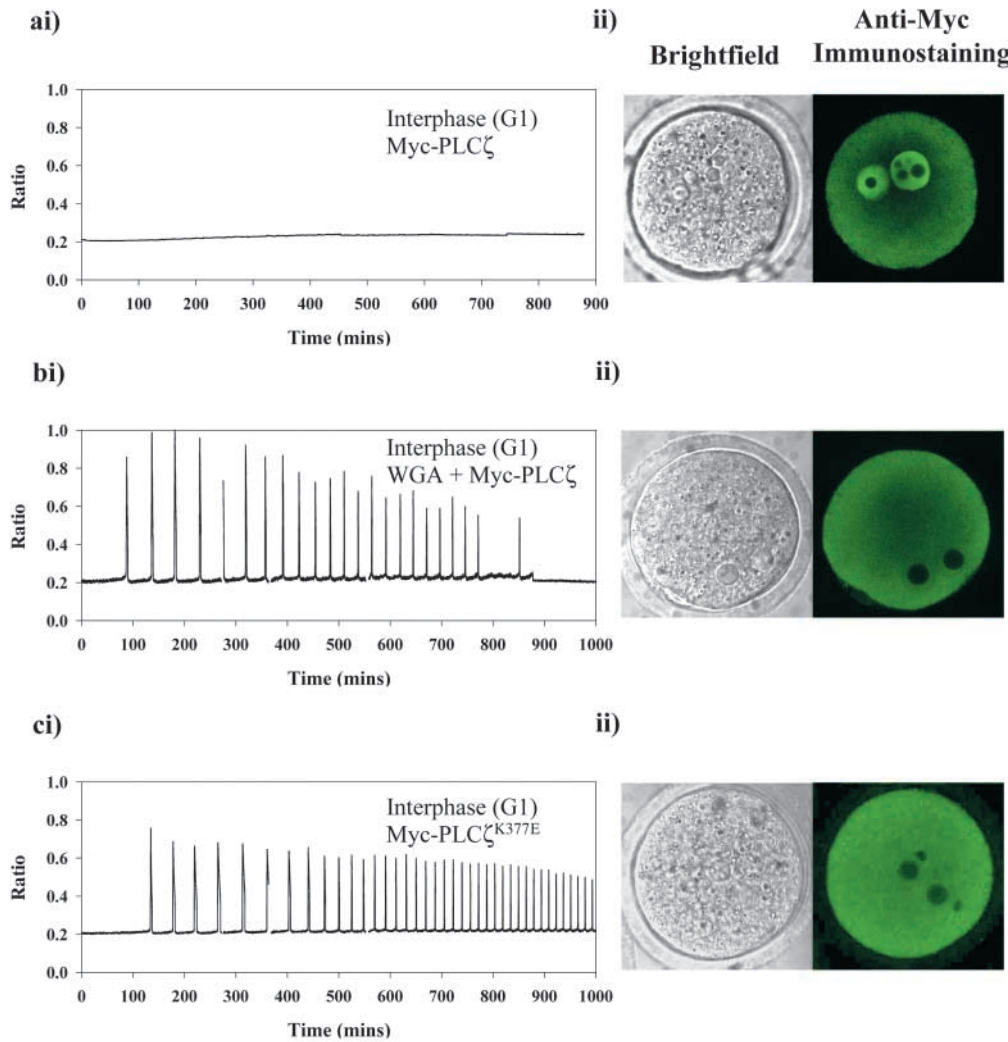 ai)
ii)
Brightfield
Anti-Myc
Immunostaining
Interphase (G1)
Myc-PLCζ
Ratio
1.0
0.8
0.6
0.4
0.2
0.0
0 100 200 300 400 500 600 700 800 900
Time (mins)
bi)
ii)
Interphase (G1)
WGA + Myc-PLCζ
Ratio
1.0
0.8
0.6
0.4
0.2
0.0
0 100 200 300 400 500 600 700 800 900 1000
Time (mins)
ci)
ii)
Interphase (G1)
Myc-PLCζK377E
Ratio
1.0
0.8
0.6
0.4
0.2
0.0
0 100 200 300 400 500 600 700 800 900 1000
Time (mins)